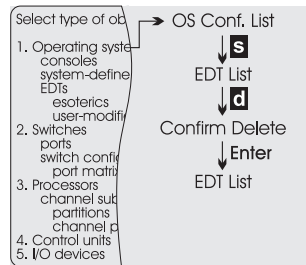 Select type of ob
1. Operating syste
consoles
system-define
EDTs
esoterics
user-modifi
2. Switches
ports
switch config
port matri
3. Processors
channel sub
partitions
channel p
4. Control units
5. I/O devices
OS Conf. List
s
EDT List
d
Confirm Delete
Enter
EDT List